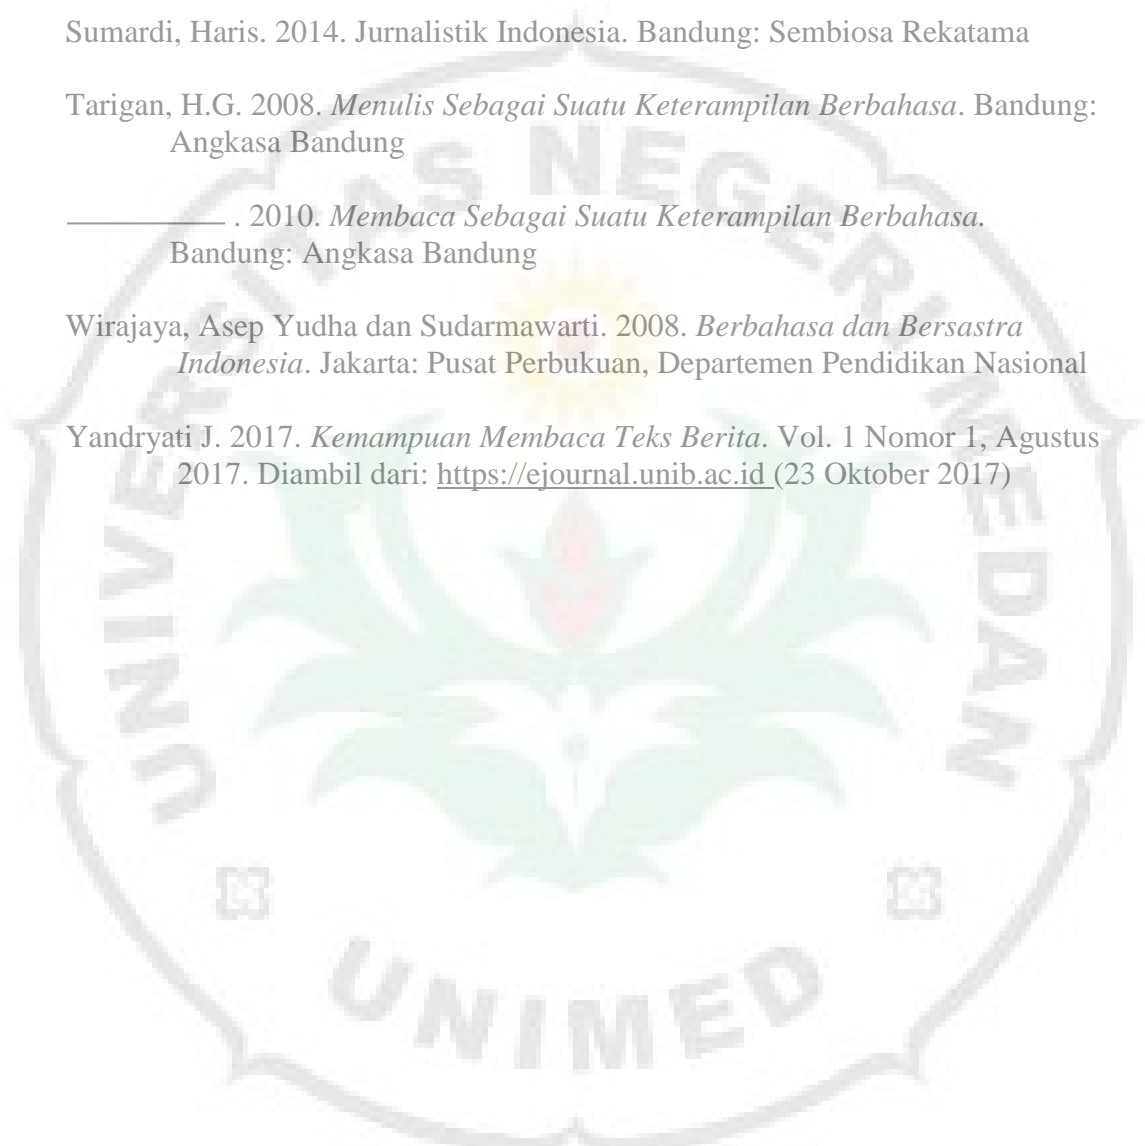 Sumardi, Haris. 2014. Jurnalistik Indonesia. Bandung: Sembiosa Rekatama
Tarigan, H.G. 2008. Menulis Sebagai Suatu Keterampilan Berbahasa. Bandung:
Angkasa Bandung
__________ . 2010. Membaca Sebagai Suatu Keterampilan Berbahasa.
Bandung: Angkasa Bandung
Wirajaya, Asep Yudha dan Sudarmawarti. 2008. Berbahasa dan Bersastra
Indonesia. Jakarta: Pusat Perbukuan, Departemen Pendidikan Nasional
Yandryati J. 2017. Kemampuan Membaca Teks Berita. Vol. 1 Nomor 1, Agustus
2017. Diambil dari: https://ejournal.unib.ac.id (23 Oktober 2017)
UNIVERSITAS NEGERI MEDAN
UNIMED